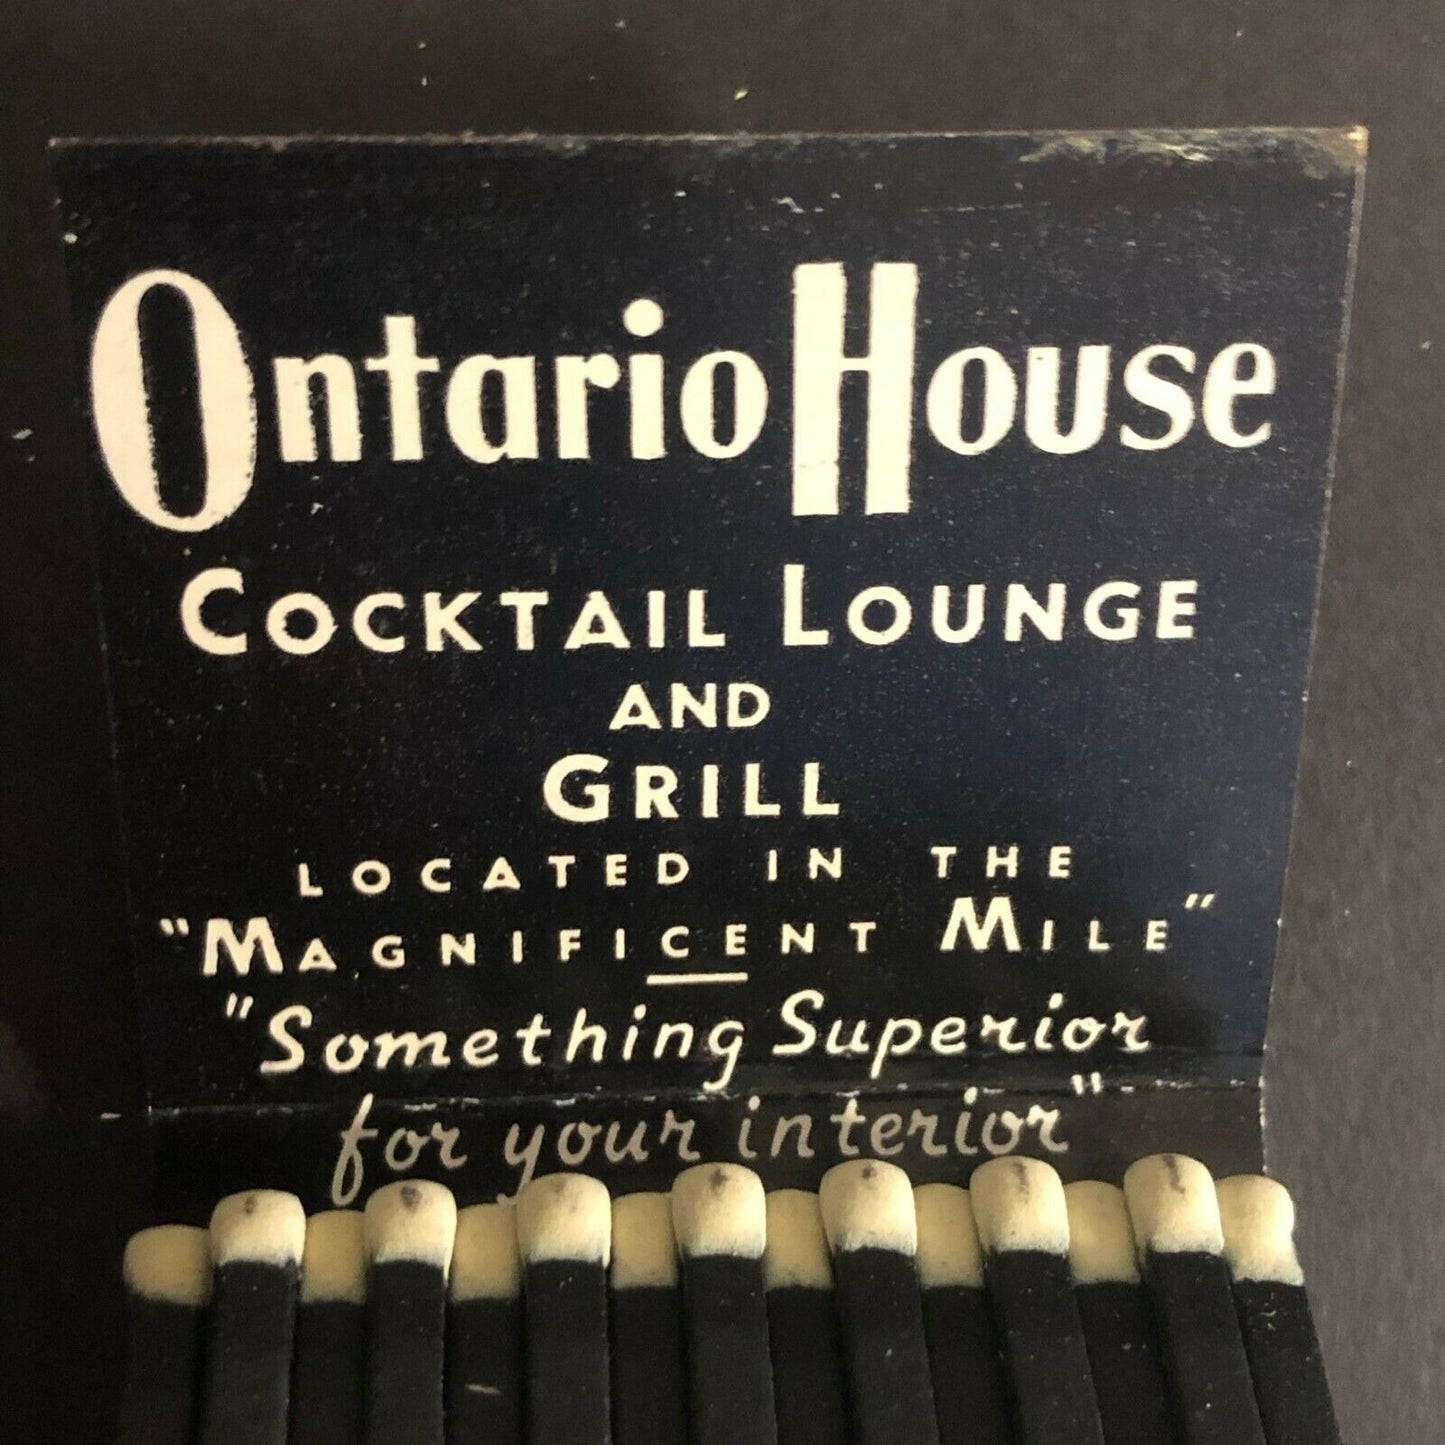 Ontario House
COCKTAIL LOUNGE
AND
GRILL
LOCATED IN THE
"MAGNIFICENT MILE"
"Something Superior
for your interior"